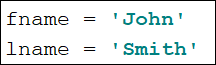 fname = 'John'
lname = 'Smith'